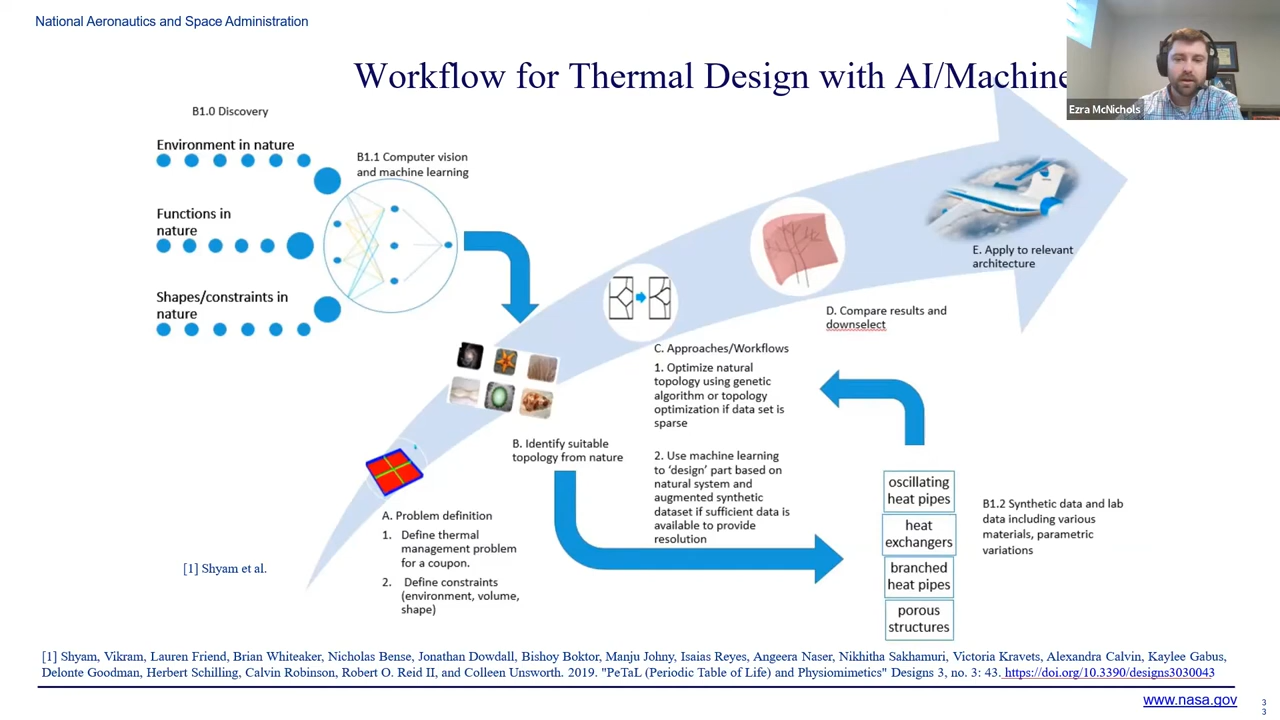 National Aeronautics and Space Administration
Workflow for Thermal Design with AI/Machine
Ezra McNichols
B1.0 Discovery
Environment in nature
B1.1 Computer vision
and machine learning
Functions in
nature
Shapes/constraints in
nature
E. Apply to relevant
architecture
D. Compare results and
downselect
C. Approaches/Workflows
1. Optimize natural
topology using genetic
algorithm or topology
optimization if data set is
sparse
2. Use machine learning
to ‘design’ part based on
natural system and
augmented synthetic
dataset if sufficient data is
available to provide
resolution
B. Identify suitable
topology from nature
A. Problem definition
1. Define thermal
management problem
for a coupon.
2. Define constraints
(environment, volume,
shape)
oscillating
heat pipes
heat
exchangers
branched
heat pipes
porous
structures
B1.2 Synthetic data and lab
data including various
materials, parametric
variations
[1] Shyam et al.
[1] Shyam, Vikram, Lauren Friend, Brian Whiteaker, Nicholas Bense, Jonathan Dowdall, Bishoy Boktor, Manju Johny, Isaias Reyes, Angeera Naser, Nikhitha Sakhamuri, Victoria Kravets, Alexandra Calvin, Kaylee Gabus,
Delonte Goodman, Herbert Schilling, Calvin Robinson, Robert O. Reid II, and Colleen Unsworth. 2019. "PeTaL (Periodic Table of Life) and Physiomimetics" Designs 3, no. 3: 43. https://doi.org/10.3390/designs3030043
www.nasa.gov
3
3